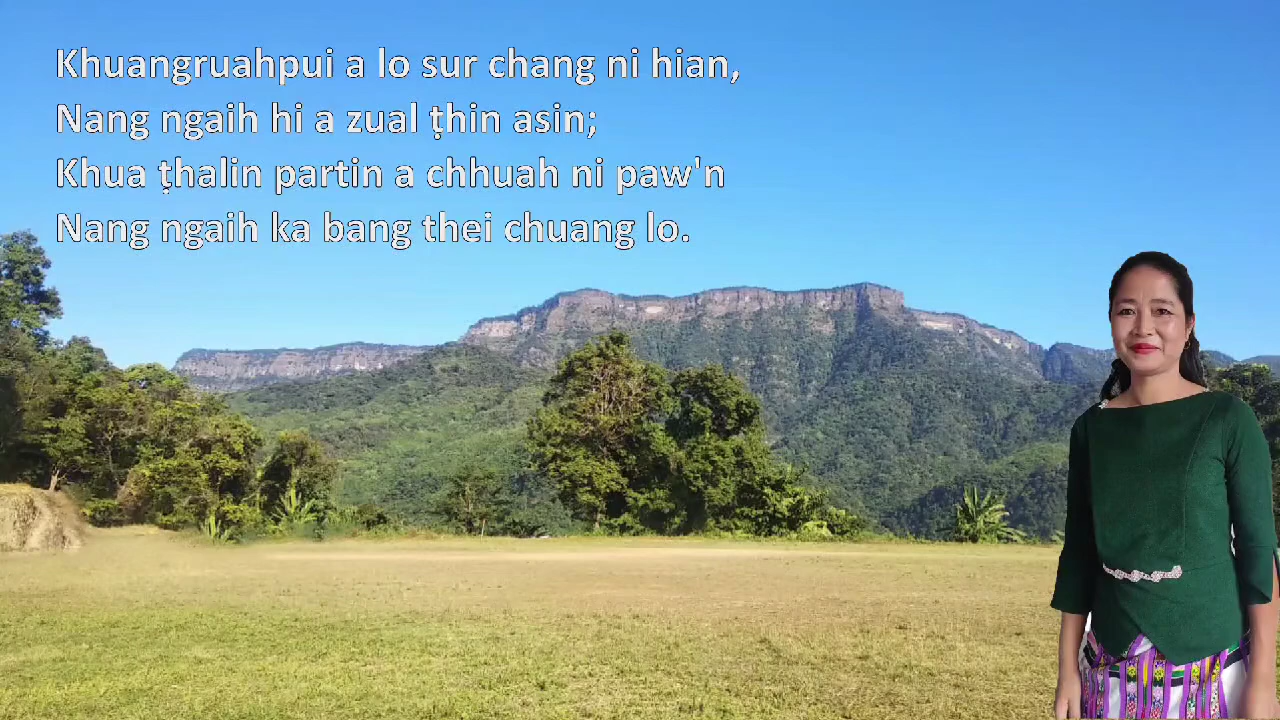 Khuangruahpui a lo sur chang ni hian,
Nang ngaih hi a zual ṭhin asin;
Khua ṭhalin partin a chhuah ni paw'n
Nang ngaih ka bang thei chuang lo.